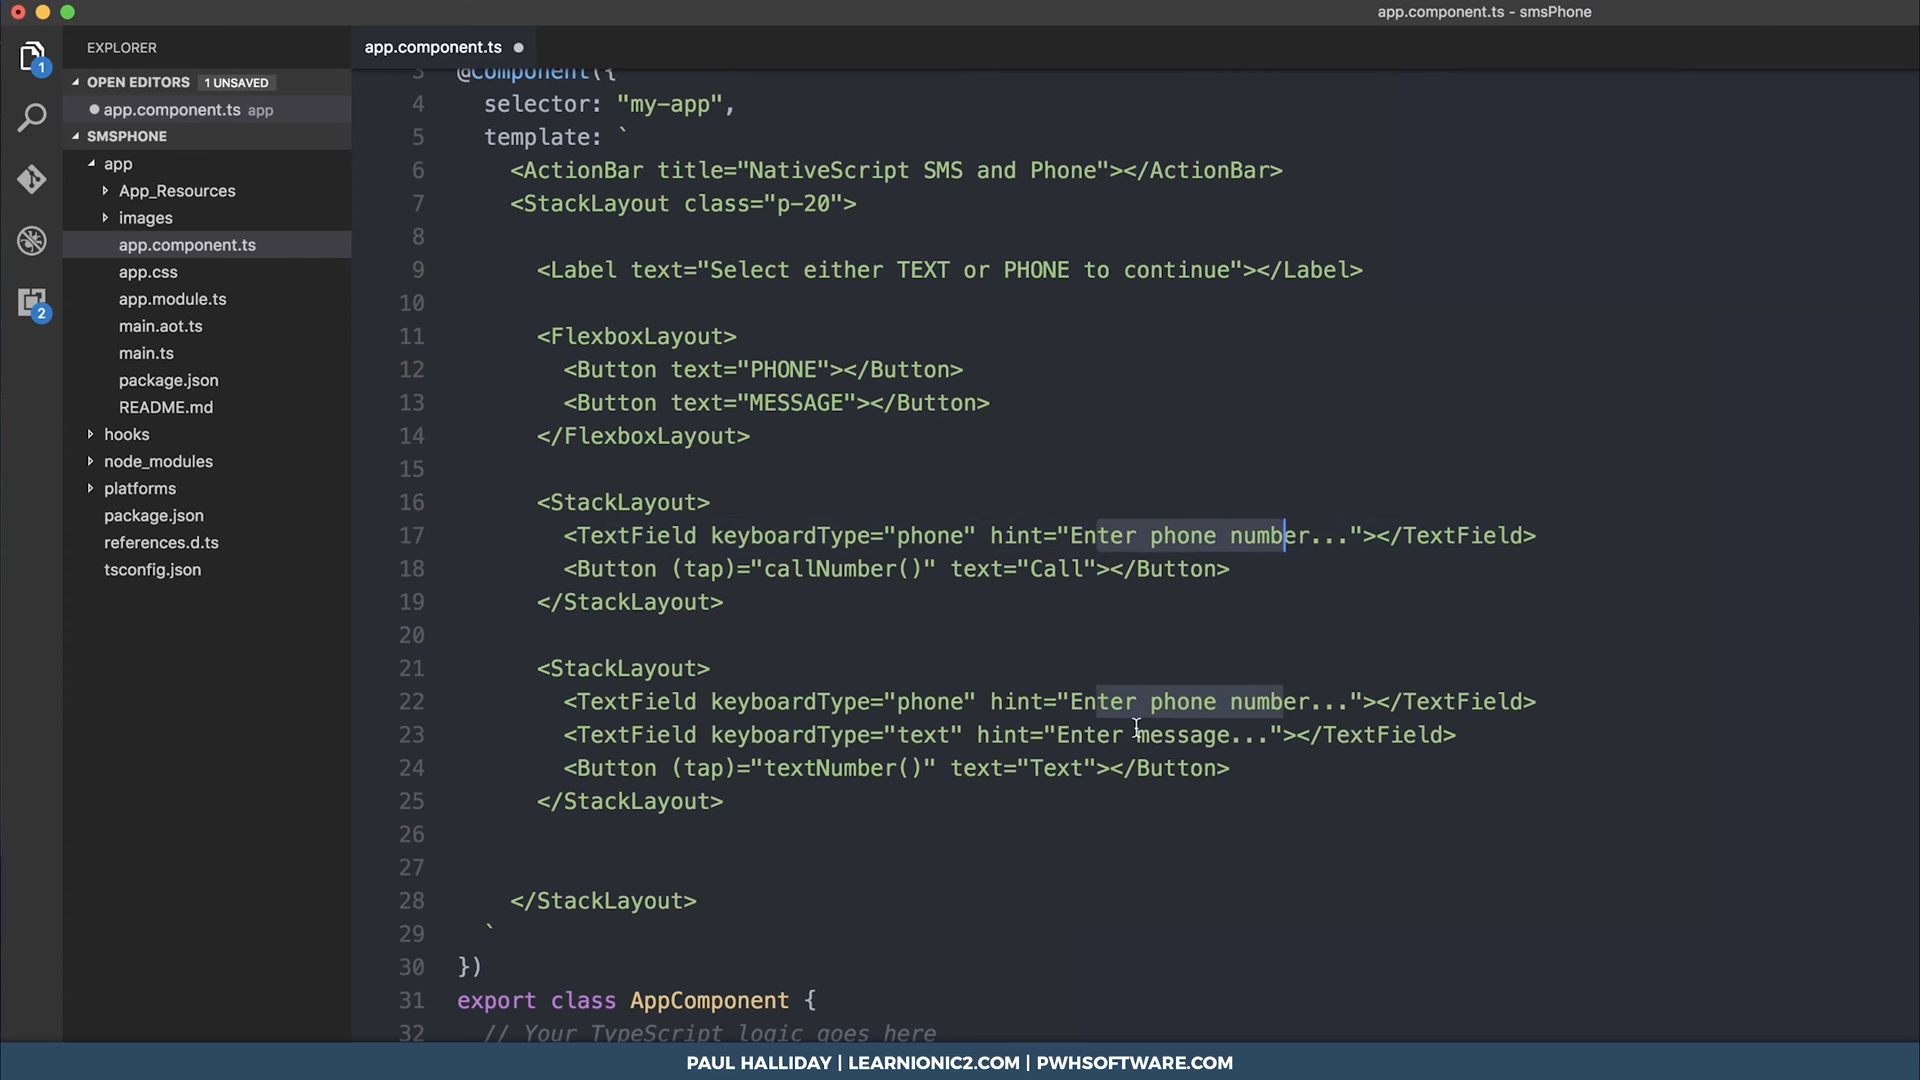 app.component.ts - smsPhone
EXPLORER
OPEN EDITORS 1 UNSAVED
app.component.ts app
SMSPHONE
app
App_Resources
images
app.component.ts
app.css
app.module.ts
main.aot.ts
main.ts
package.json
README.md
hooks
node_modules
platforms
package.json
references.d.ts
tsconfig.json
1
2
app.component.ts
3 @Component({
4 selector: "my-app",
5 template: `
6 <ActionBar title="NativeScript SMS and Phone"></ActionBar>
7 <StackLayout class="p-20">
8
9 <Label text="Select either TEXT or PHONE to continue"></Label>
10
11 <FlexboxLayout>
12 <Button text="PHONE"></Button>
13 <Button text="MESSAGE"></Button>
14 </FlexboxLayout>
15
16 <StackLayout>
17 <TextField keyboardType="phone" hint="Enter phone number..."></TextField>
18 <Button (tap)="callNumber()" text="Call"></Button>
19 </StackLayout>
20
21 <StackLayout>
22 <TextField keyboardType="phone" hint="Enter phone number..."></TextField>
23 <TextField keyboardType="text" hint="Enter message..."></TextField>
24 <Button (tap)="textNumber()" text="Text"></Button>
25 </StackLayout>
26
27
28 </StackLayout>
29 `
30 })
31 export class AppComponent {
32 // Your TypeScript logic goes here
PAUL HALLIDAY | LEARNIONIC2.COM | PWHSOFTWARE.COM